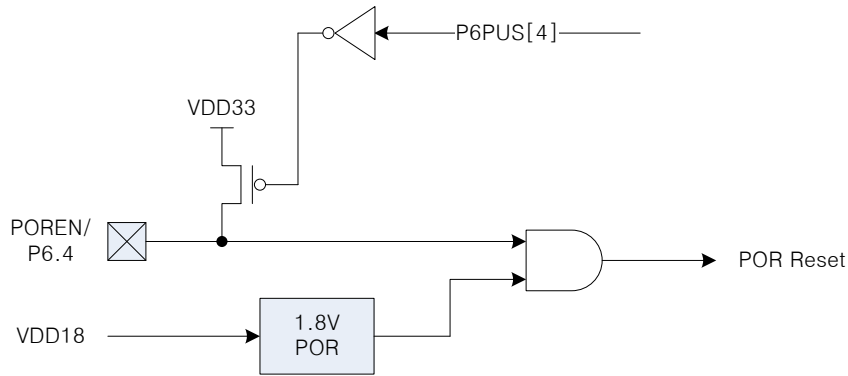 P6PUS[4]
VDD33
POREN/
P6.4
POR Reset
VDD18
1.8V
POR